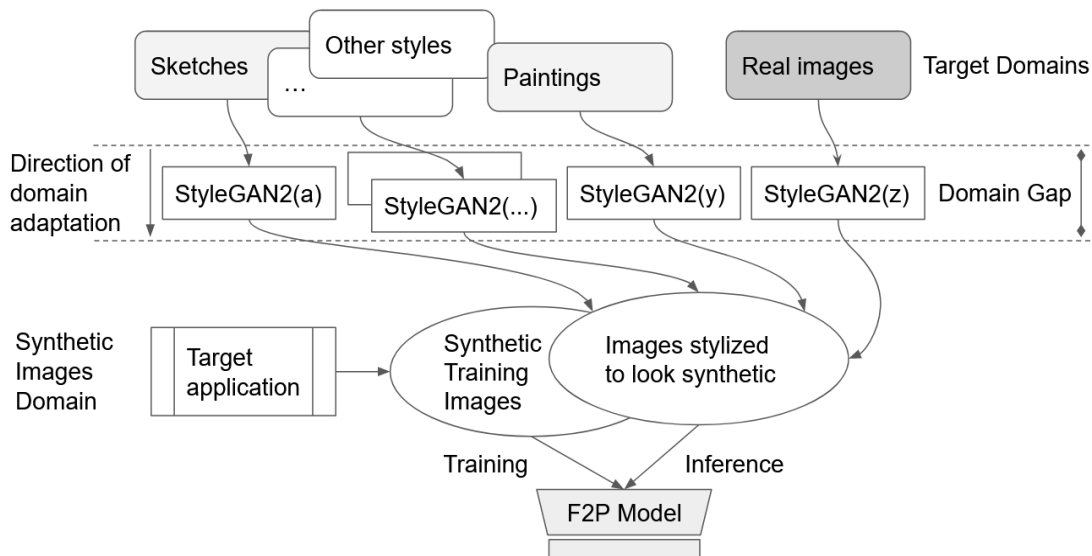 Other styles
Sketches
...
Paintings
Real images
Target Domains
Direction of
domain
adaptation
StyleGAN2(a)
StyleGAN2(...)
StyleGAN2(y)
StyleGAN2(z)
Domain Gap
Synthetic
Images
Domain
Target
application
Synthetic
Training
Images
Images stylized
to look synthetic
Training
Inference
F2P Model